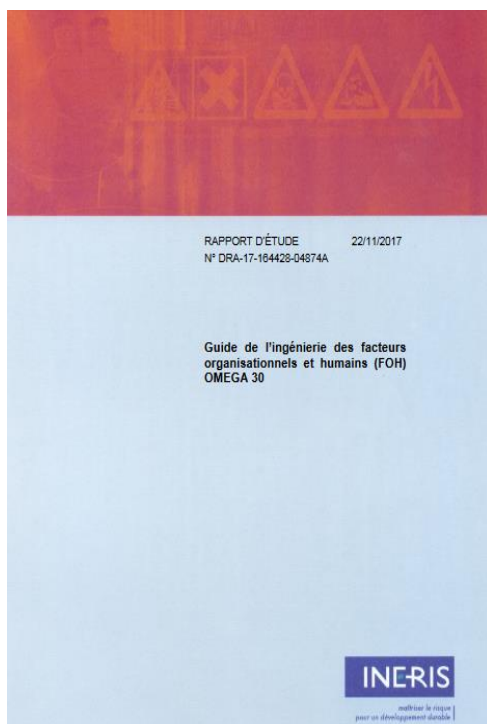 RAPPORT D'ÉTUDE 22/11/2017
N° DRA-17-164428-04874A
Guide de l'ingénierie des facteurs
organisationnels et humains (FOH)
OMEGA 30
INERIS
maîtriser le risque
pour un développement durable